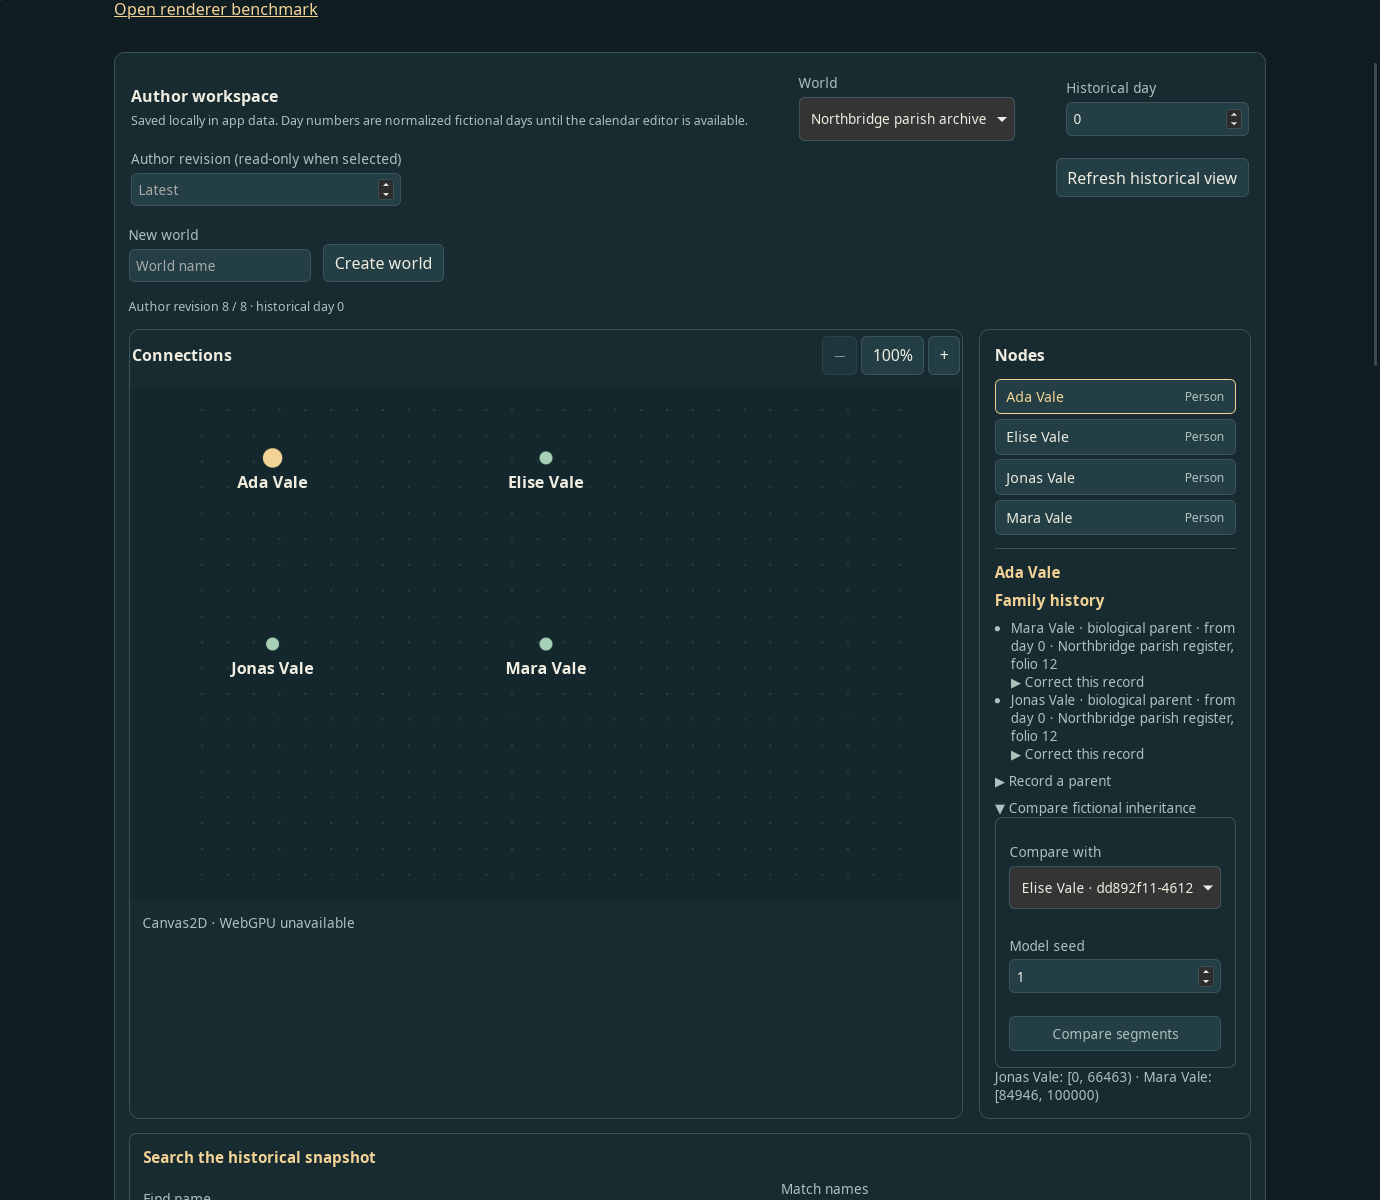 Open renderer benchmark
Author workspace
Saved locally in app data. Day numbers are normalized fictional days until the calendar editor is available.
World
Northbridge parish archive
Historical day
0
Author revision (read-only when selected)
Latest
Refresh historical view
New world
World name
Create world
Author revision 8 / 8 · historical day 0
Connections
–
100%
+
Ada Vale
Elise Vale
Jonas Vale
Mara Vale
Canvas2D · WebGPU unavailable
Nodes
Ada Vale Person
Elise Vale Person
Jonas Vale Person
Mara Vale Person
Ada Vale
Family history
• Mara Vale · biological parent · from
day 0 · Northbridge parish register,
folio 12
▶ Correct this record
• Jonas Vale · biological parent · from
day 0 · Northbridge parish register,
folio 12
▶ Correct this record
▶ Record a parent
▼ Compare fictional inheritance
Compare with
Elise Vale · dd892f11-4612
Model seed
1
Compare segments
Jonas Vale: [0, 66463) · Mara Vale:
[84946, 100000)
Search the historical snapshot
Find name
Match names